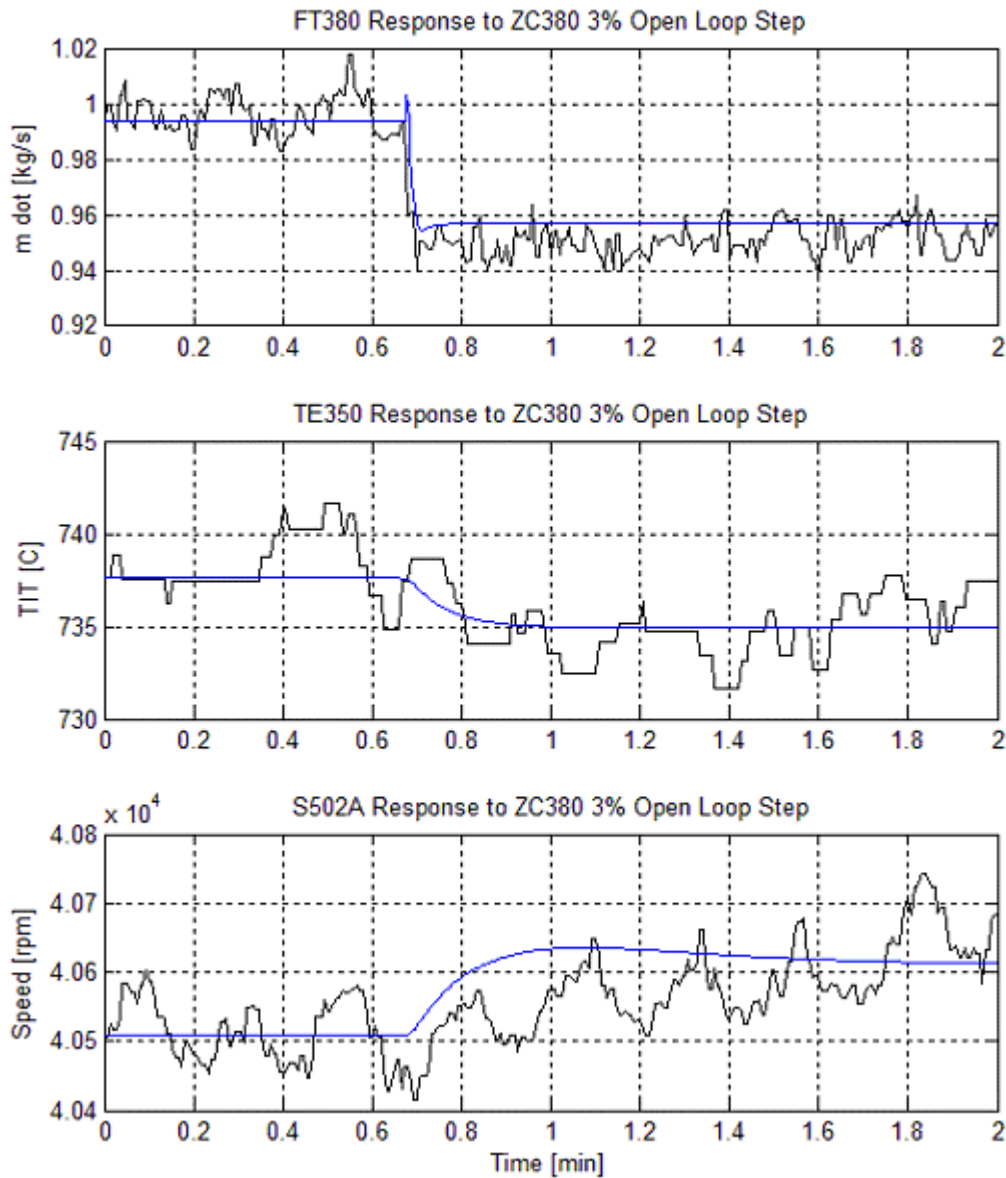 FT380 Response to ZC380 3% Open Loop Step
1.02
1
0.98
0.96
0.94
0.92
m dot [kg/s]
0 0.2 0.4 0.6 0.8 1 1.2 1.4 1.6 1.8 2
TE350 Response to ZC380 3% Open Loop Step
745
740
735
730
TIT [C]
0 0.2 0.4 0.6 0.8 1 1.2 1.4 1.6 1.8 2
S502A Response to ZC380 3% Open Loop Step
x 10^4
4.08
4.07
4.06
4.05
4.04
Speed [rpm]
0 0.2 0.4 0.6 0.8 1 1.2 1.4 1.6 1.8 2
Time [min]